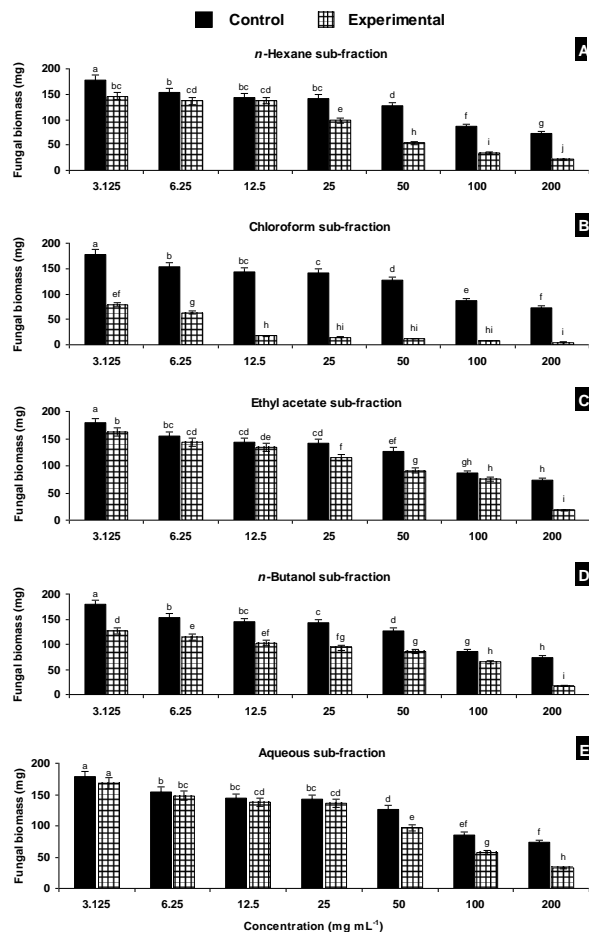 Control Experimental
A
n-Hexane sub-fraction
Fungal biomass (mg)
200
150
100
50
0
a bc b cd bc cd bc e d h f i g j
3.125 6.25 12.5 25 50 100 200
B
Chloroform sub-fraction
Fungal biomass (mg)
200
150
100
50
0
a ef b g bc h c hi d hi e hi f i
3.125 6.25 12.5 25 50 100 200
C
Ethyl acetate sub-fraction
Fungal biomass (mg)
200
150
100
50
0
a b bc cd cd de cd f ef g gh h h i
3.125 6.25 12.5 25 50 100 200
D
n-Butanol sub-fraction
Fungal biomass (mg)
200
150
100
50
0
a d b e bc ef c fg d g g h h i
3.125 6.25 12.5 25 50 100 200
E
Aqueous sub-fraction
Fungal biomass (mg)
200
150
100
50
0
a a b bc bc cd bc cd d e ef g f h
3.125 6.25 12.5 25 50 100 200
Concentration (mg mL⁻¹)